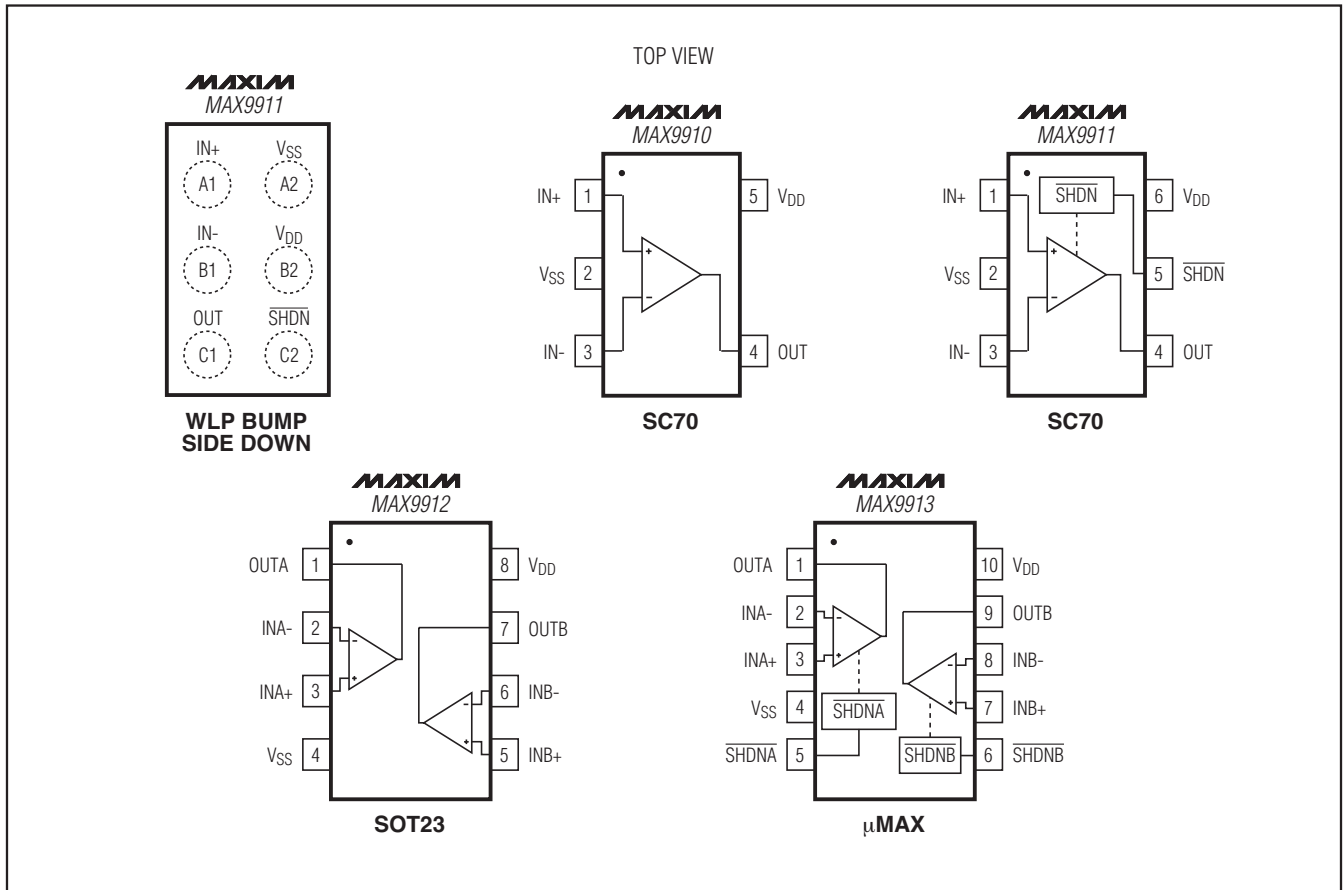 TOP VIEW
MAXIM
MAX9911
IN+
VSS
A1
A2
IN-
VDD
B1
B2
OUT
SHDN
C1
C2
WLP BUMP
SIDE DOWN
MAXIM
MAX9910
IN+
1
5
VDD
+
VSS
2
-
IN-
3
4
OUT
SC70
MAXIM
MAX9911
IN+
1
SHDN
6
VDD
+
VSS
2
5
SHDN
-
IN-
3
4
OUT
SC70
MAXIM
MAX9912
OUTA
1
8
VDD
INA-
2
-
7
OUTB
INA+
3
+
-
6
INB-
VSS
4
+
5
INB+
SOT23
MAXIM
MAX9913
OUTA
1
10
VDD
INA-
2
-
9
OUTB
INA+
3
+
-
8
INB-
VSS
4
SHDNA
+
7
INB+
SHDNA
5
SHDNB
6
SHDNB
μMAX